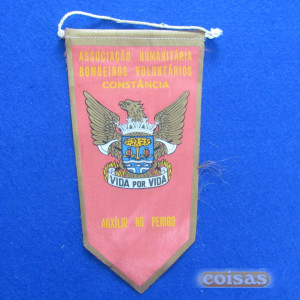 ASSOCIAÇÃO HUMANITÁRIA
BOMBEIROS VOLUNTÁRIOS
CONSTÂNCIA
VIDA POR VIDA
AUXÍLIO NO PERIGO
coisas